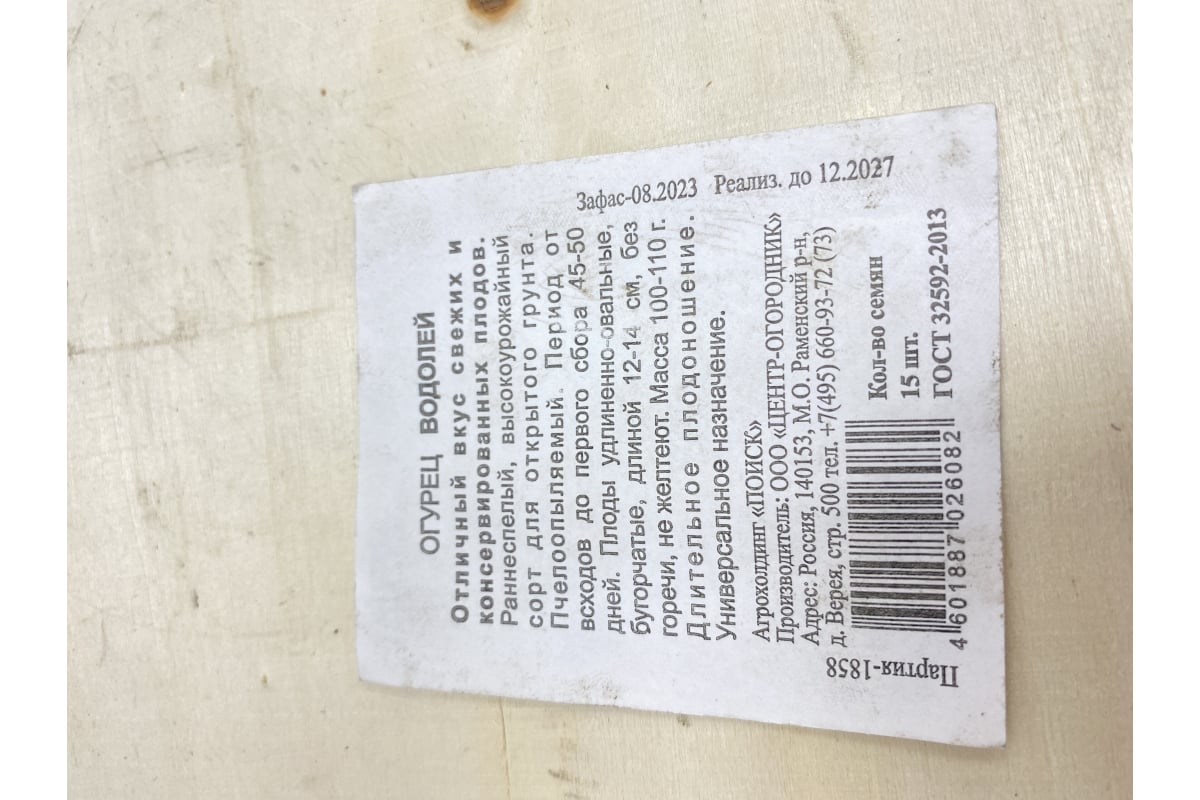 ОГУРЕЦ ВОДОЛЕЙ
Отличный вкус свежих и
консервированных плодов.
Раннеспелый, высокоурожайный
сорт для открытого грунта.
Пчелоопыляемый. Период от
всходов до первого сбора 45-50
дней. Плоды удлиненно-овальные,
бугорчатые, длиной 12-14 см, без
горечи, не желтеют. Масса 100-110 г.
Длительное плодоношение.
Универсальное назначение.
Зафас-08.2023 Реализ. до 12.2027
Агрохолдинг «ПОИСК»
Производитель: ООО «ЦЕНТР-ОГОРОДНИК»
Адрес: Россия, 140153, М.О. Раменский р-н,
д. Верея, стр. 500 тел. +7(495) 660-93-72 (73)
Кол-во семян
15 шт.
ГОСТ 32592-2013
4 601887 026082
Партия-1858